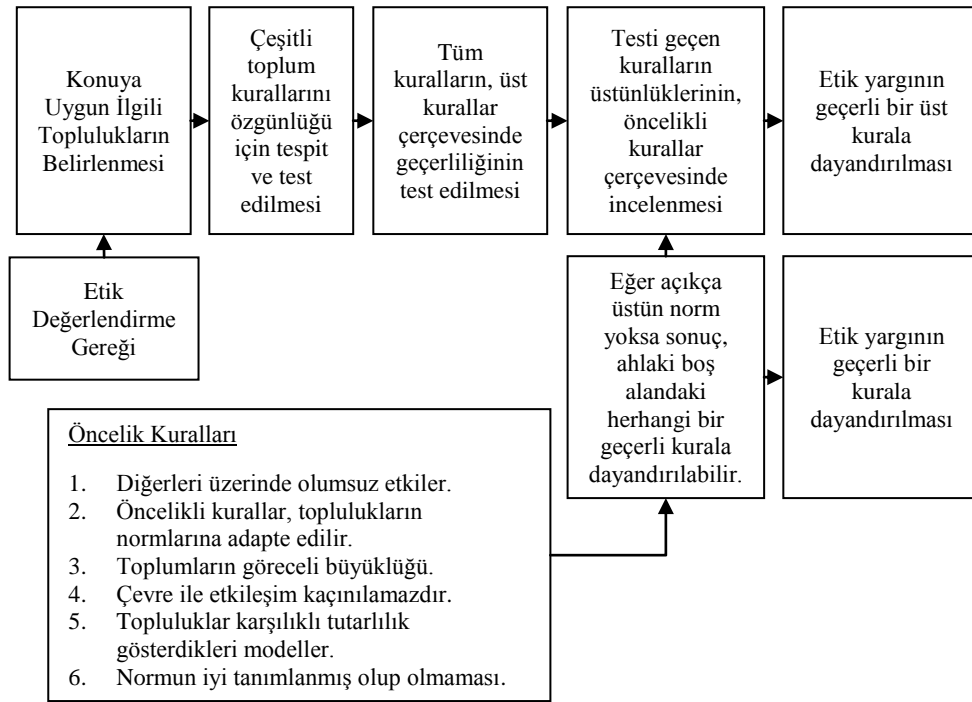 Konuya
Uygun İlgili
Toplulukların
Belirlenmesi
Çeşitli
toplum
kurallarını
özgünlüğü
için tespit
ve test
edilmesi
Tüm
kuralların, üst
kurallar
çerçevesinde
geçerliliğinin
test edilmesi
Testi geçen
kuralların
üstünlüklerinin,
öncelikli
kurallar
çerçevesinde
incelenmesi
Etik yargının
geçerli bir üst
kurala
dayandırılması
Etik
Değerlendirme
Gereği
Eğer açıkça
üstün norm
yoksa sonuç,
ahlaki boş
alandaki
herhangi bir
geçerli kurala
dayandırılabilir.
Etik yargının
geçerli bir
kurala
dayandırılması
Öncelik Kuralları
1. Diğerleri üzerinde olumsuz etkiler.
2. Öncelikli kurallar, toplulukların
normlarına adapte edilir.
3. Toplumların göreceli büyüklüğü.
4. Çevre ile etkileşim kaçınılamazdır.
5. Topluluklar karşılıklı tutarlılık
gösterdikleri modeller.
6. Normun iyi tanımlanmış olup olmaması.